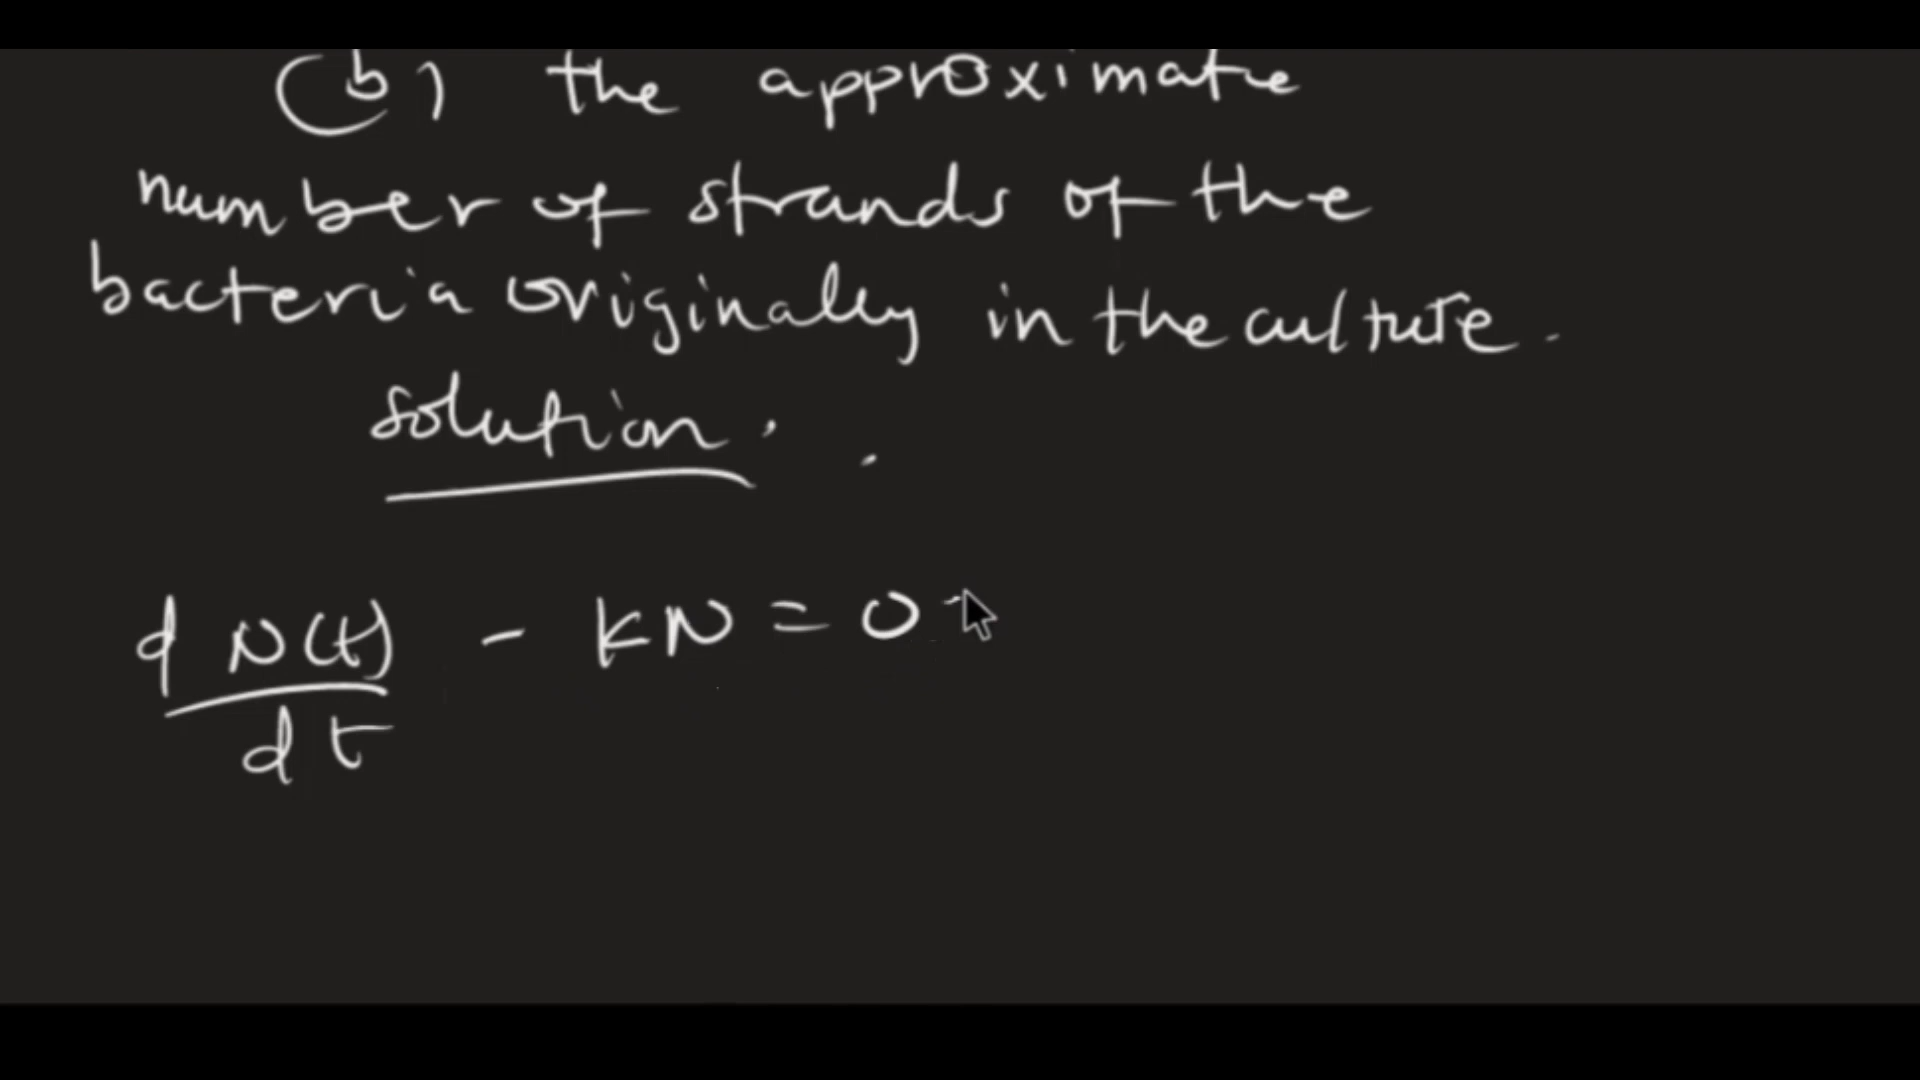 (b) the approximate
number of strands of the
bacteria originally in the culture.
solution.
d N(t) - KN = 0
dt